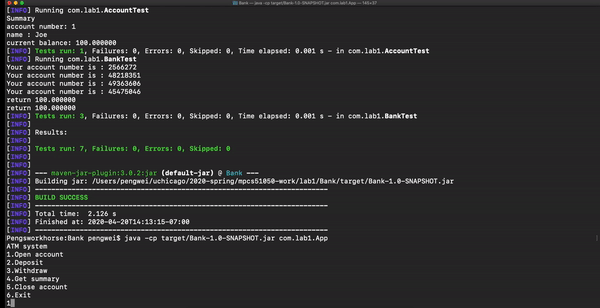 Bank — java -cp target/Bank-1.0-SNAPSHOT.jar com.lab1.App — 145×37
[INFO] Running com.lab1.AccountTest
Summary
account number: 1
name : Joe
current balance: 100.000000
[INFO] Tests run: 1, Failures: 0, Errors: 0, Skipped: 0, Time elapsed: 0.001 s - in com.lab1.AccountTest
[INFO] Running com.lab1.BankTest
Your account number is : 2566272
Your account number is : 48218351
Your account number is : 49363606
Your account number is : 45475046
return 100.000000
return 100.000000
[INFO] Tests run: 3, Failures: 0, Errors: 0, Skipped: 0, Time elapsed: 0.001 s - in com.lab1.BankTest
[INFO]
[INFO] Results:
[INFO]
[INFO] Tests run: 7, Failures: 0, Errors: 0, Skipped: 0
[INFO]
[INFO]
[INFO] --- maven-jar-plugin:3.0.2:jar (default-jar) @ Bank ---
[INFO] Building jar: /Users/pengwei/uchicago/2020-spring/mpcs51050-work/lab1/Bank/target/Bank-1.0-SNAPSHOT.jar
[INFO] ------------------------------------------------------------------------
[INFO] BUILD SUCCESS
[INFO] ------------------------------------------------------------------------
[INFO] Total time:  2.126 s
[INFO] Finished at: 2020-04-20T14:13:15-07:00
[INFO] ------------------------------------------------------------------------
Pengsworkhorse:Bank pengwei$ java -cp target/Bank-1.0-SNAPSHOT.jar com.lab1.App
ATM system
1.Open account
2.Deposit
3.Withdraw
4.Get summary
5.Close account
6.Exit
1